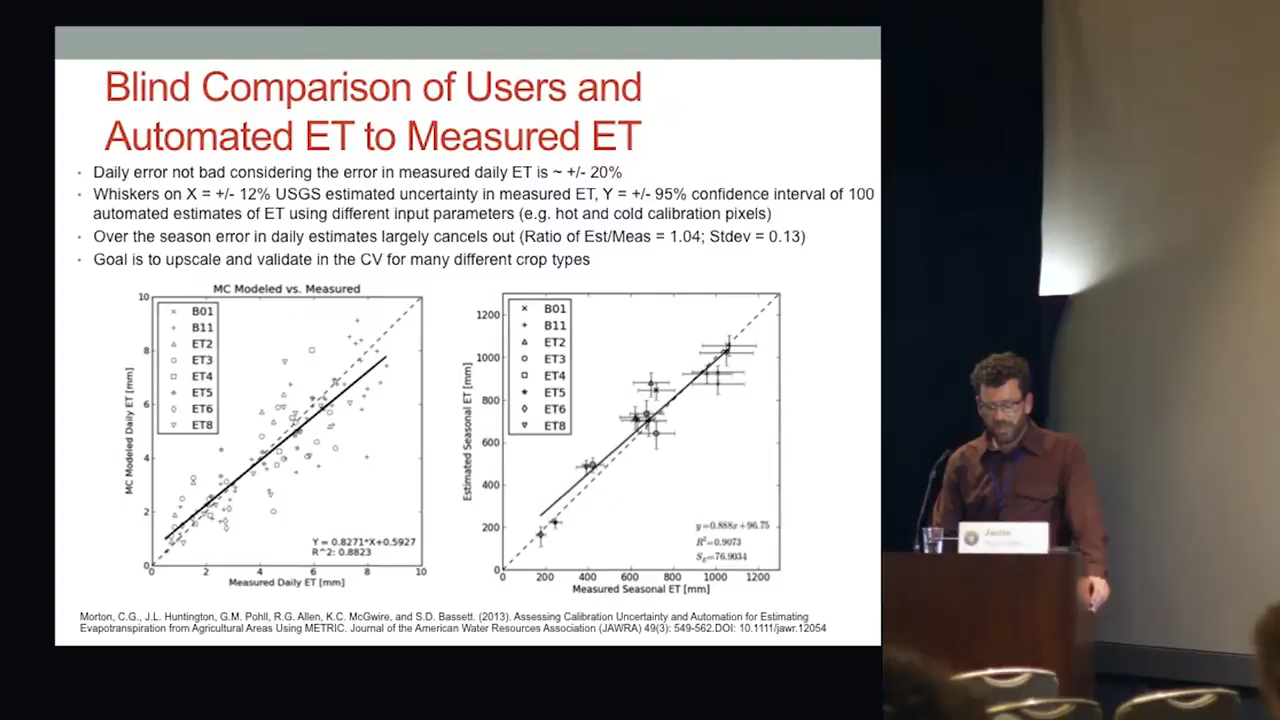 Blind Comparison of Users and
Automated ET to Measured ET
• Daily error not bad considering the error in measured daily ET is ~ +/- 20%
• Whiskers on X = +/- 12% USGS estimated uncertainty in measured ET, Y = +/- 95% confidence interval of 100
automated estimates of ET using different input parameters (e.g. hot and cold calibration pixels)
• Over the season error in daily estimates largely cancels out (Ratio of Est/Meas = 1.04; Stdev = 0.13)
• Goal is to upscale and validate in the CV for many different crop types
MC Modeled vs. Measured
MC Modeled Daily ET [mm]
10
8
6
4
2
0
B01
B11
ET2
ET3
ET4
ET5
ET6
ET8
Y = 0.8271*X+0.5927
R^2: 0.8823
0 2 4 6 8 10
Measured Daily ET [mm]
Estimated Seasonal ET [mm]
1200
1000
800
600
400
200
0
B01
B11
ET2
ET3
ET4
ET5
ET6
ET8
y=0.888x+96.75
R²=0.9073
S_E=76.9034
0 200 400 600 800 1000 1200
Measured Seasonal ET [mm]
Morton, C.G., J.L. Huntington, G.M. Pohll, R.G. Allen, K.C. McGwire, and S.D. Bassett. (2013). Assessing Calibration Uncertainty and Automation for Estimating
Evapotranspiration from Agricultural Areas Using METRIC. Journal of the American Water Resources Association (JAWRA) 49(3): 549-562.DOI: 10.1111/jawr.12054